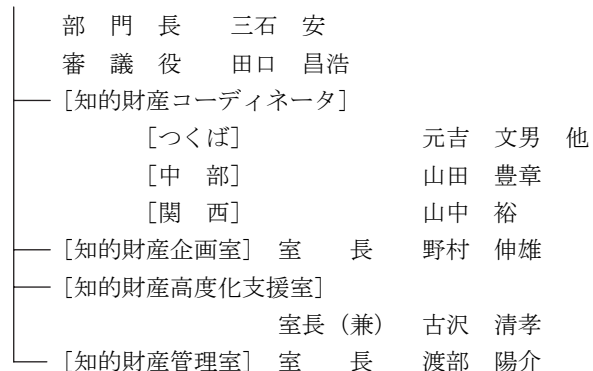 部　門　長　　三石　安
審　議　役　　田口　昌浩
［知的財産コーディネータ］
［つくば］　　元吉　文男　他
［中　部］　　山田　豊章
［関　西］　　山中　裕
［知的財産企画室］　室　　長　　野村　伸雄
［知的財産高度化支援室］
室長（兼）　古沢　清孝
［知的財産管理室］　室　　長　　渡部　陽介